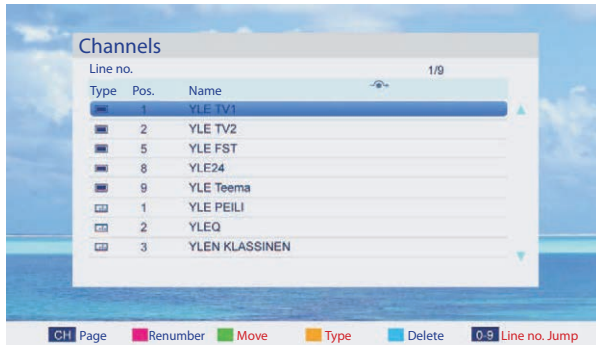 Channels
Line no. 1/9
Type Pos. Name
1 YLE TV1
2 YLE TV2
5 YLE FST
8 YLE24
9 YLE Teema
1 YLE PEILI
2 YLEQ
3 YLEN KLASSINEN
CH Page Renumber Move Type Delete 0-9 Line no. Jump